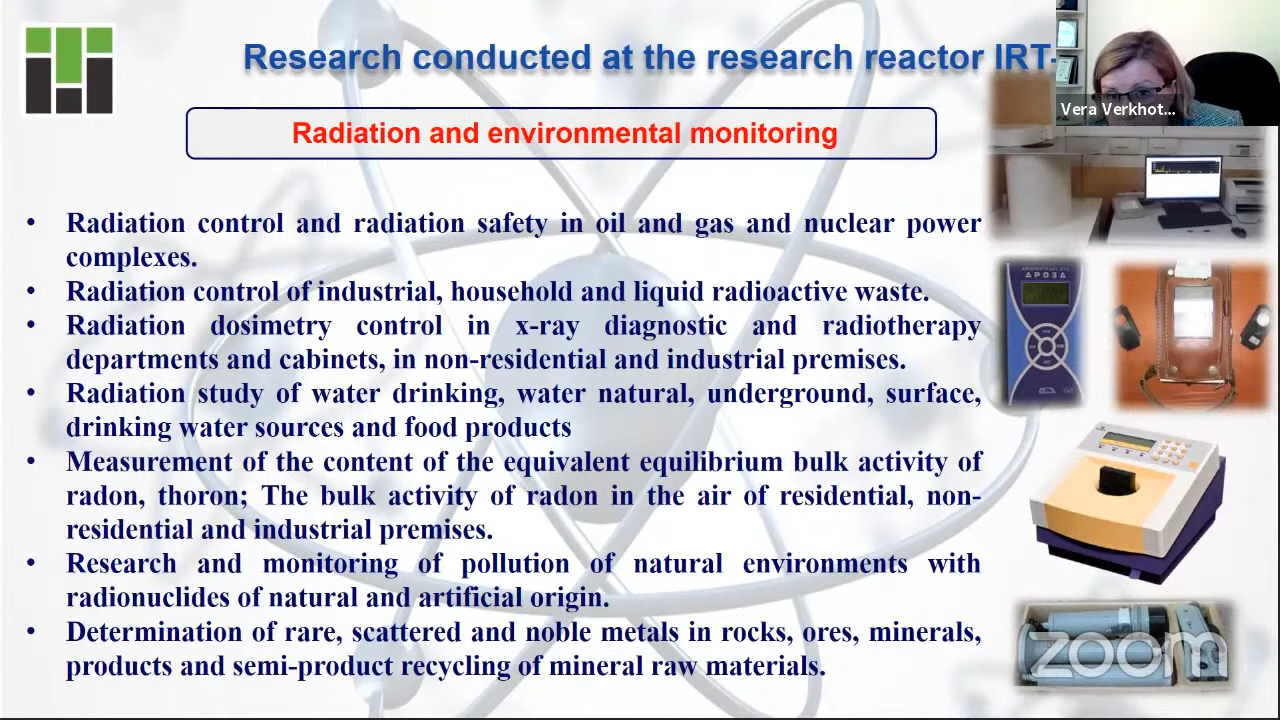 Research conducted at the research reactor IRT-
Vera Verkhot...
Radiation and environmental monitoring
• Radiation control and radiation safety in oil and gas and nuclear power
complexes.
• Radiation control of industrial, household and liquid radioactive waste.
• Radiation dosimetry control in x-ray diagnostic and radiotherapy
departments and cabinets, in non-residential and industrial premises.
• Radiation study of water drinking, water natural, underground, surface,
drinking water sources and food products
• Measurement of the content of the equivalent equilibrium bulk activity of
radon, thoron; The bulk activity of radon in the air of residential, non-
residential and industrial premises.
• Research and monitoring of pollution of natural environments with
radionuclides of natural and artificial origin.
• Determination of rare, scattered and noble metals in rocks, ores, minerals,
products and semi-product recycling of mineral raw materials.
АРОЗА
zoom